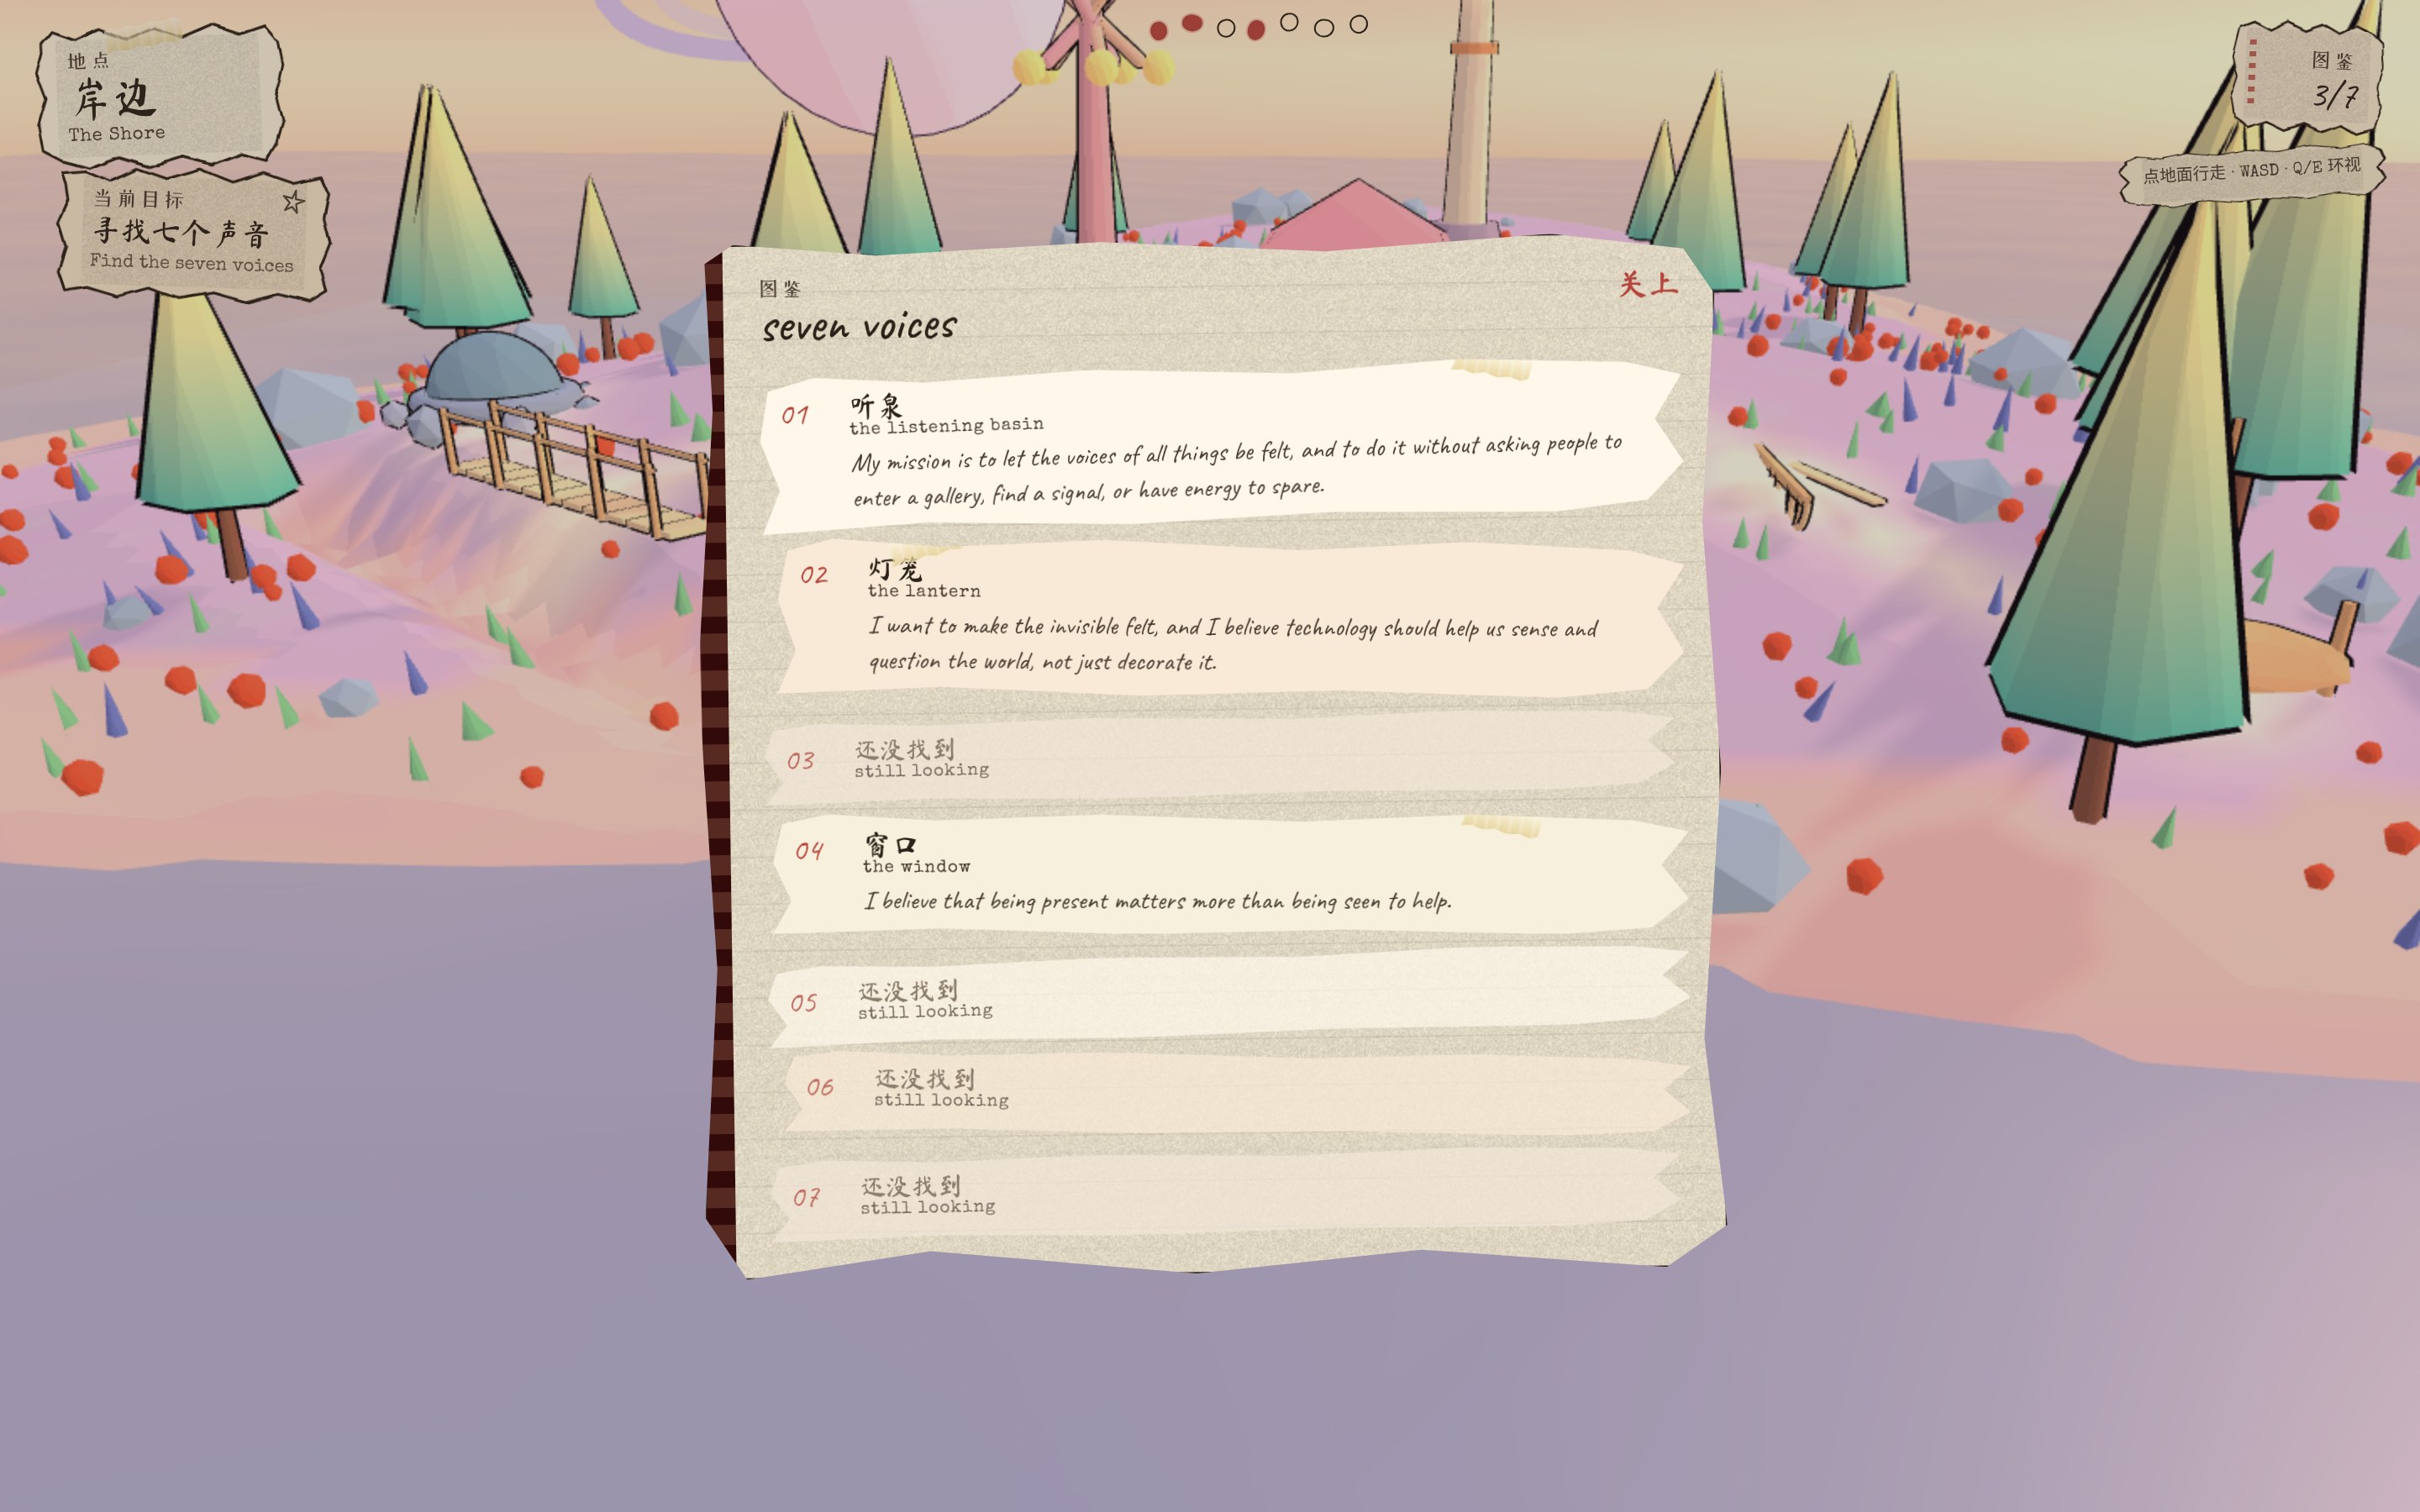 地点
岸边
The Shore
当前目标
寻找七个声音
Find the seven voices
图鉴
3/7
点地面行走 · WASD · Q/E 环视
图鉴
关上
seven voices
01
听泉
the listening basin
My mission is to let the voices of all things be felt, and to do it without asking people to
enter a gallery, find a signal, or have energy to spare.
02
灯笼
the lantern
I want to make the invisible felt, and I believe technology should help us sense and
question the world, not just decorate it.
03
还没找到
still looking
04
窗口
the window
I believe that being present matters more than being seen to help.
05
还没找到
still looking
06
还没找到
still looking
07
还没找到
still looking